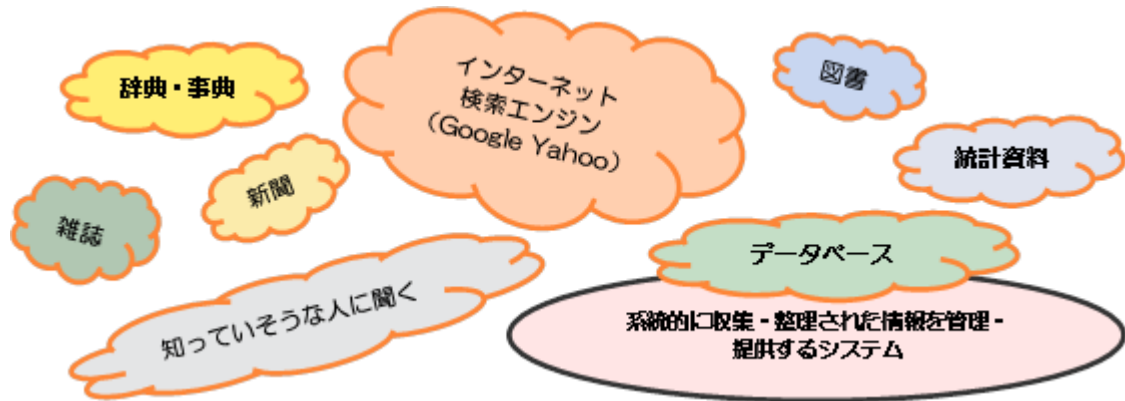 辞典・事典
インターネット
検索エンジン
（Google Yahoo）
図書
統計資料
新聞
雑誌
データベース
知っていそうな人に聞く
系統的に収集・整理された情報を管理・
提供するシステム